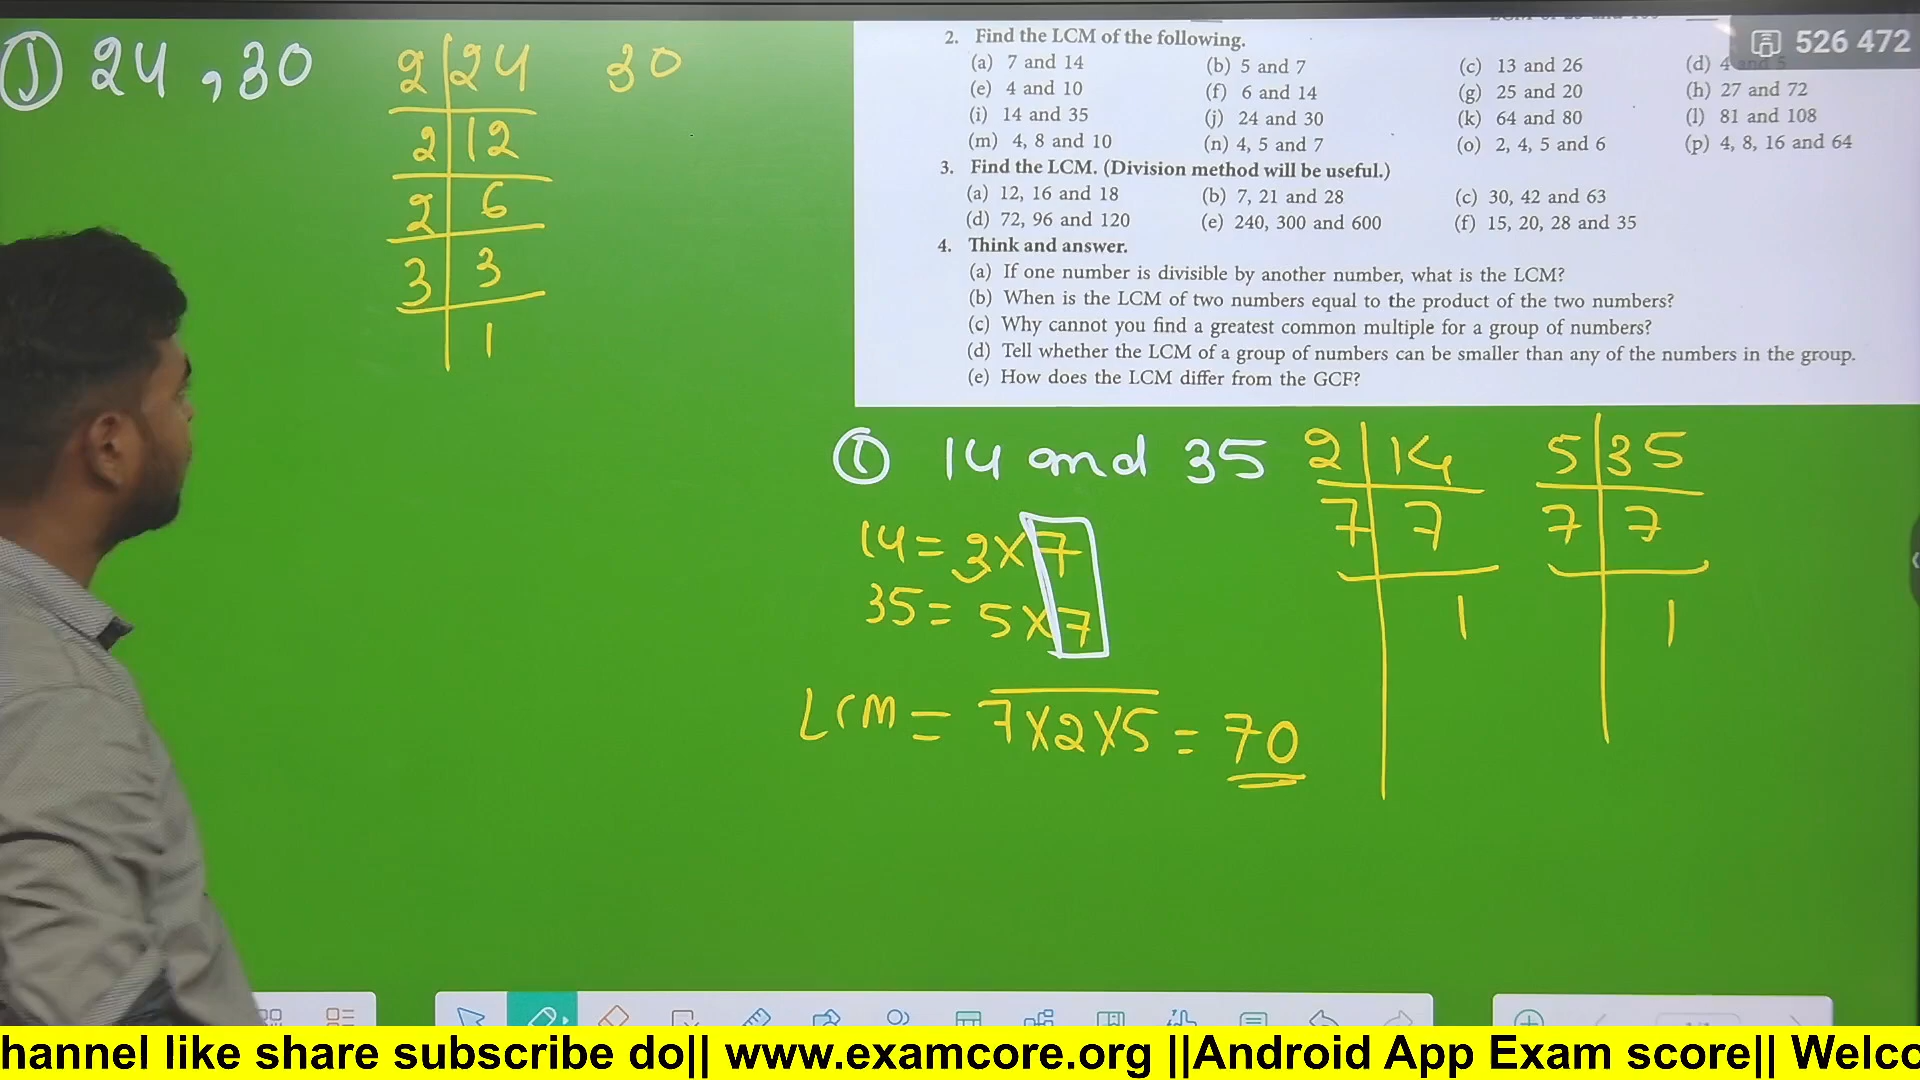 (J) 24, 30
2 24 30
2 12
2 6
3 3
1
526 472
2. Find the LCM of the following.
(a) 7 and 14 (b) 5 and 7 (c) 13 and 26 (d) 4 and 5
(e) 4 and 10 (f) 6 and 14 (g) 25 and 20 (h) 27 and 72
(i) 14 and 35 (j) 24 and 30 (k) 64 and 80 (l) 81 and 108
(m) 4, 8 and 10 (n) 4, 5 and 7 (o) 2, 4, 5 and 6 (p) 4, 8, 16 and 64
3. Find the LCM. (Division method will be useful.)
(a) 12, 16 and 18 (b) 7, 21 and 28 (c) 30, 42 and 63
(d) 72, 96 and 120 (e) 240, 300 and 600 (f) 15, 20, 28 and 35
4. Think and answer.
(a) If one number is divisible by another number, what is the LCM?
(b) When is the LCM of two numbers equal to the product of the two numbers?
(c) Why cannot you find a greatest common multiple for a group of numbers?
(d) Tell whether the LCM of a group of numbers can be smaller than any of the numbers in the group.
(e) How does the LCM differ from the GCF?
(i) 14 and 35
14 = 2 × 7
35 = 5 × 7
LCM = 7×2×5 = 70
2 14
7 7
1
5 35
7 7
1
hannel like share subscribe do|| www.examcore.org ||Android App Exam score|| Welco